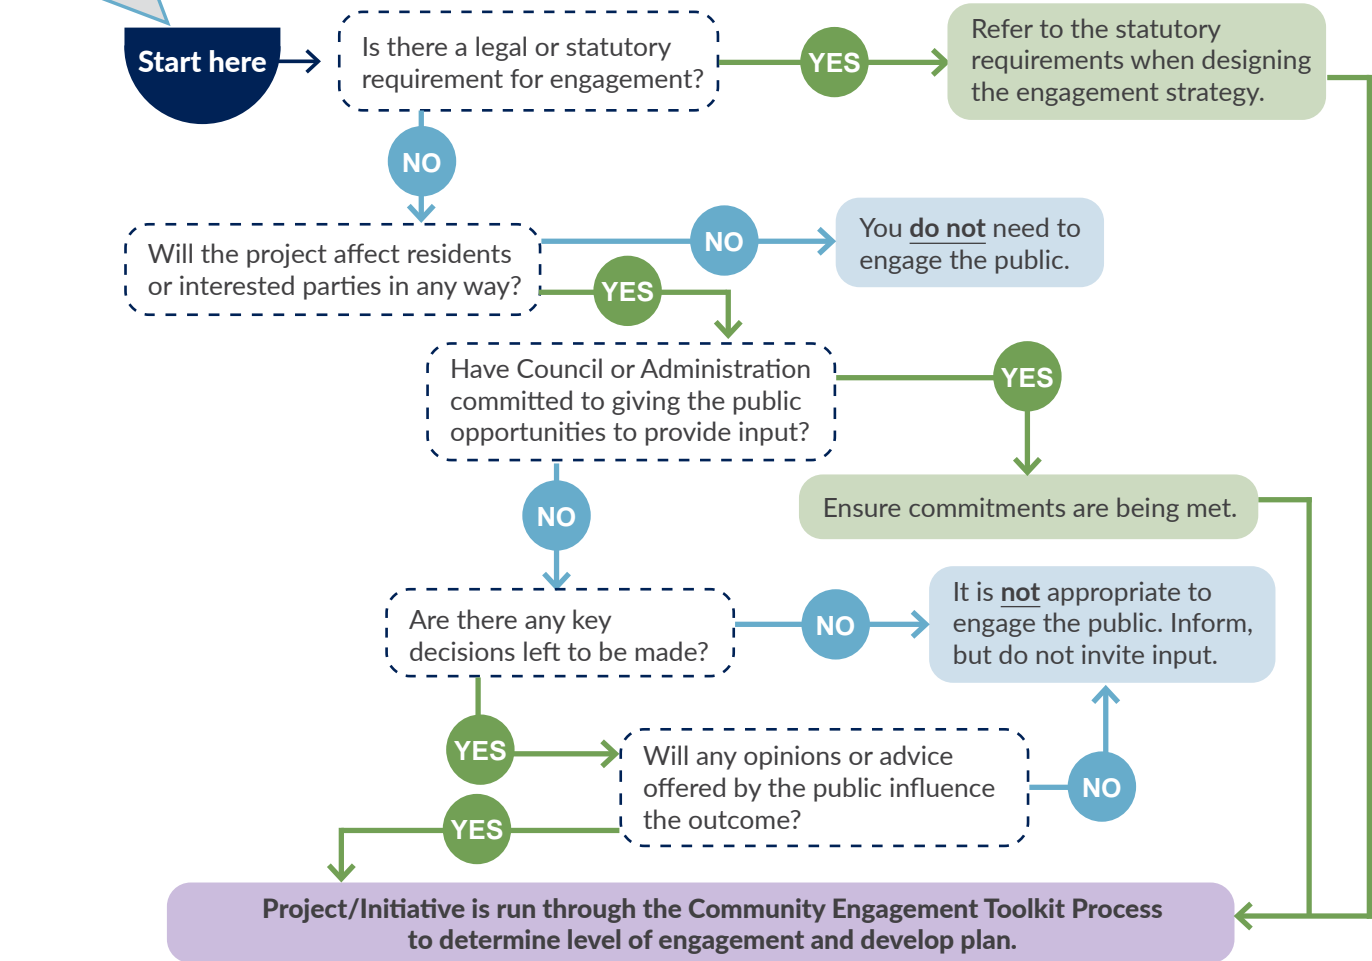 Start here
Is there a legal or statutory
requirement for engagement?
YES
Refer to the statutory
requirements when designing
the engagement strategy.
NO
Will the project affect residents
or interested parties in any way?
NO
You do not need to
engage the public.
YES
Have Council or Administration
committed to giving the public
opportunities to provide input?
YES
Ensure commitments are being met.
NO
Are there any key
decisions left to be made?
NO
It is not appropriate to
engage the public. Inform,
but do not invite input.
YES
Will any opinions or advice
offered by the public influence
the outcome?
NO
YES
Project/Initiative is run through the Community Engagement Toolkit Process
to determine level of engagement and develop plan.